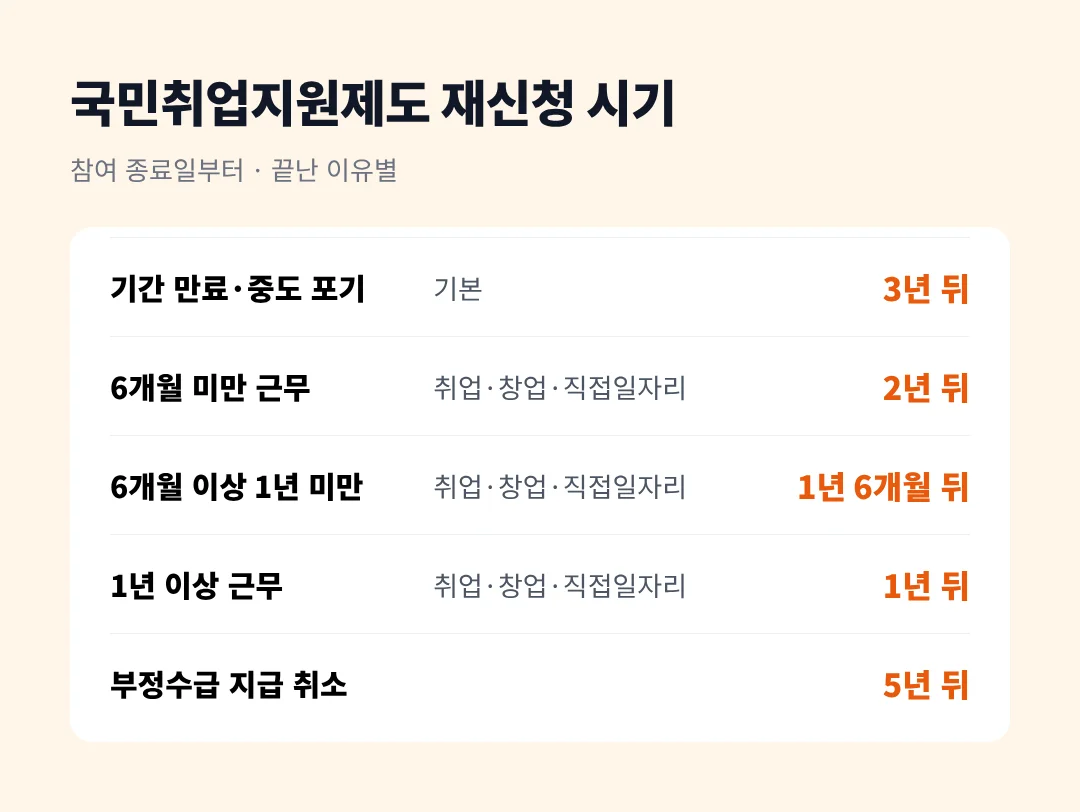 국민취업지원제도 재신청 시기
참여 종료일부터 · 끝난 이유별
기간 만료·중도 포기 기본 3년 뒤
6개월 미만 근무 취업·창업·직접일자리 2년 뒤
6개월 이상 1년 미만 취업·창업·직접일자리 1년 6개월 뒤
1년 이상 근무 취업·창업·직접일자리 1년 뒤
부정수급 지급 취소 5년 뒤